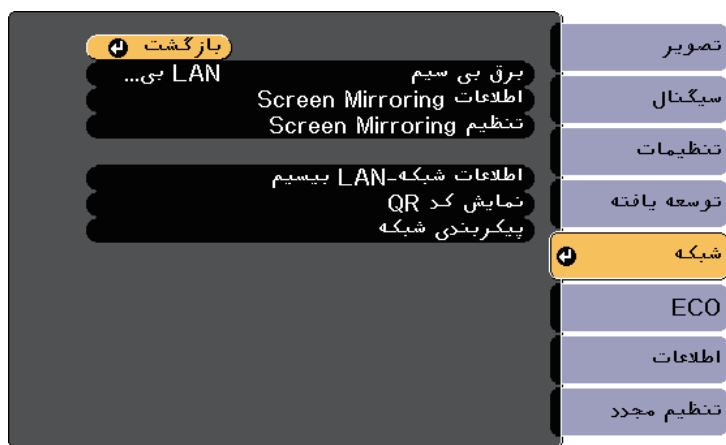 تصویر
سیگنال
تنظیمات
توسعه یافته
شبکه
ECO
اطلاعات
تنظیم مجدد
بازگشت
برق بی سیم LAN بی...
اطلاعات Screen Mirroring
تنظیم Screen Mirroring
اطلاعات شبکه-LAN بیسیم
نمایش کد QR
پیکربندی شبکه